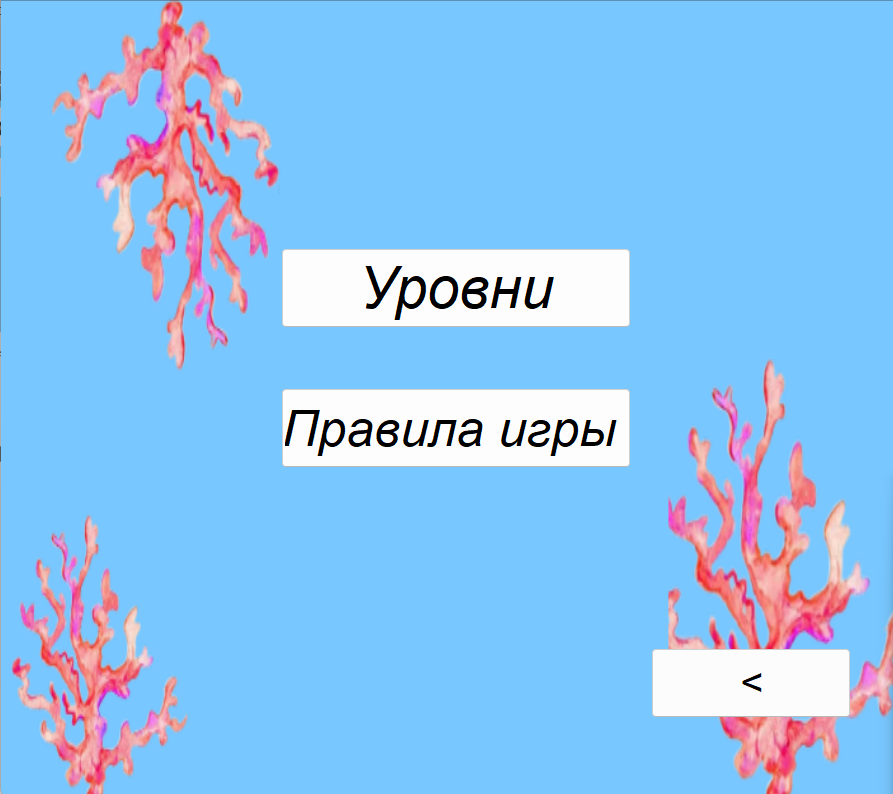 Уровни
Правила игры
<